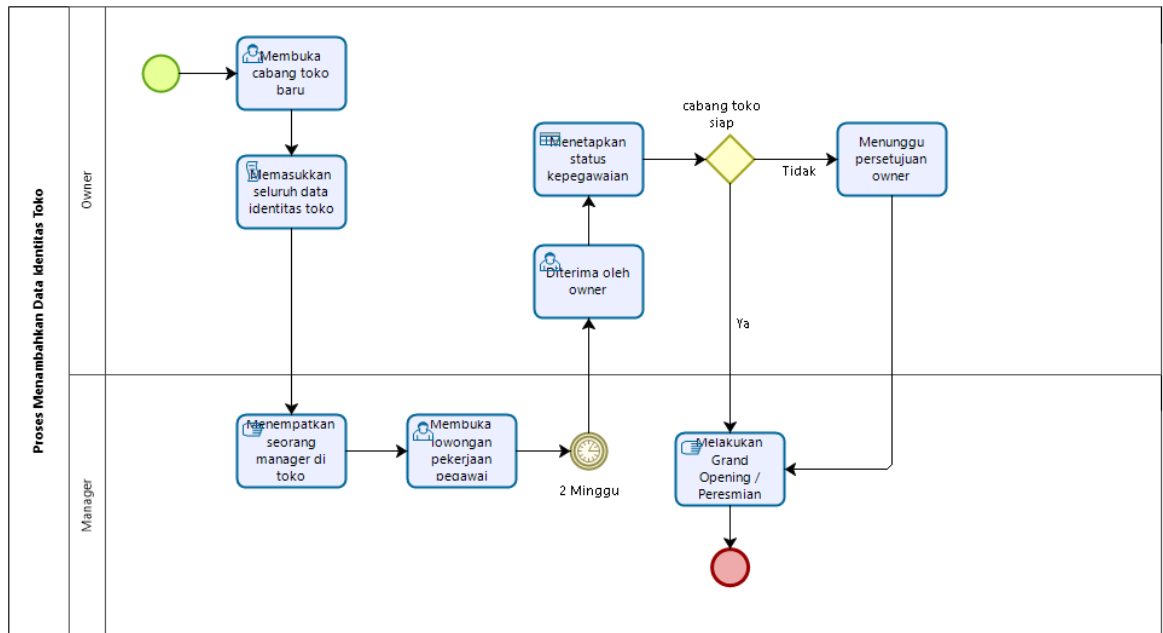 Proses Menambahkan Data Identitas Toko
Owner
Membuka
cabang toko
baru
Memasukkan
seluruh data
identitas toko
Menetapkan
status
kepegawaian
cabang toko
siap
Tidak
Menunggu
persetujuan
owner
Diterima oleh
owner
Ya
Manager
Menempatkan
seorang
manager di
toko
Membuka
lowongan
pekerjaan
pegawai
2 Minggu
Melakukan
Grand
Opening /
Peresmian